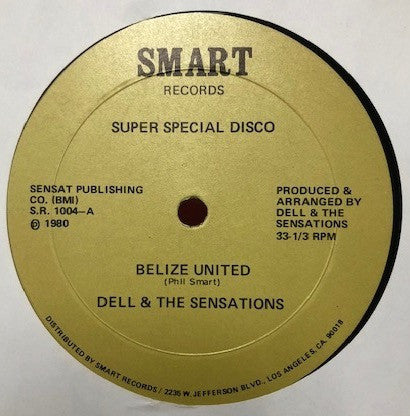 SMART
RECORDS
SUPER SPECIAL DISCO
SENSAT PUBLISHING
CO. (BMI)
S.R. 1004-A
℗ 1980
PRODUCED &
ARRANGED BY
DELL & THE
SENSATIONS
33-1/3 RPM
BELIZE UNITED
(Phil Smart)
DELL & THE SENSATIONS
DISTRIBUTED BY SMART RECORDS / 2236 W. JEFFERSON BLVD., LOS ANGELES, CA. 90018